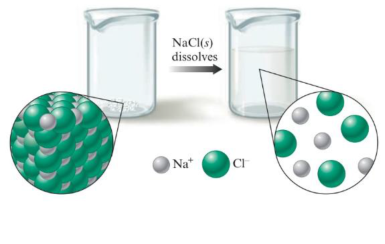 NaCl(s)
dissolves
Na⁺ Cl⁻